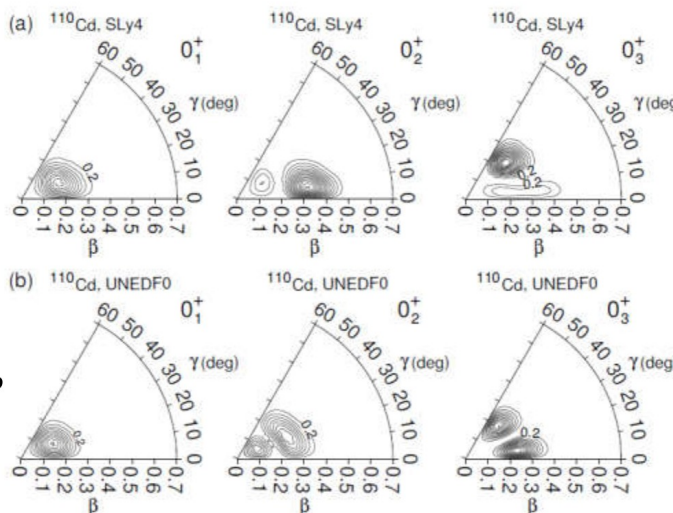 (a) ¹¹⁰Cd, SLy4 0₁⁺ ¹¹⁰Cd, SLy4 0₂⁺ ¹¹⁰Cd, SLy4 0₃⁺
60 50 40 30 20 10 0 γ(deg) 60 50 40 30 20 10 0 γ(deg) 60 50 40 30 20 10 0 γ(deg
0.2 0.2 0.2
0 0.1 0.2 0.3 0.4 0.5 0.6 0.7 0 0.1 0.2 0.3 0.4 0.5 0.6 0.7 0 0.1 0.2 0.3 0.4 0.5 0.6 0.7
β β β
(b) ¹¹⁰Cd, UNEDF0 0₁⁺ ¹¹⁰Cd, UNEDF0 0₂⁺ ¹¹⁰Cd, UNEDF0 0₃⁺
60 50 40 30 20 10 0 γ(deg) 60 50 40 30 20 10 0 γ(deg) 60 50 40 30 20 10 0 γ(deg
0.2 0.2 0.2
0 0.1 0.2 0.3 0.4 0.5 0.6 0.7 0 0.1 0.2 0.3 0.4 0.5 0.6 0.7 0 0.1 0.2 0.3 0.4 0.5 0.6 0.7
β β β